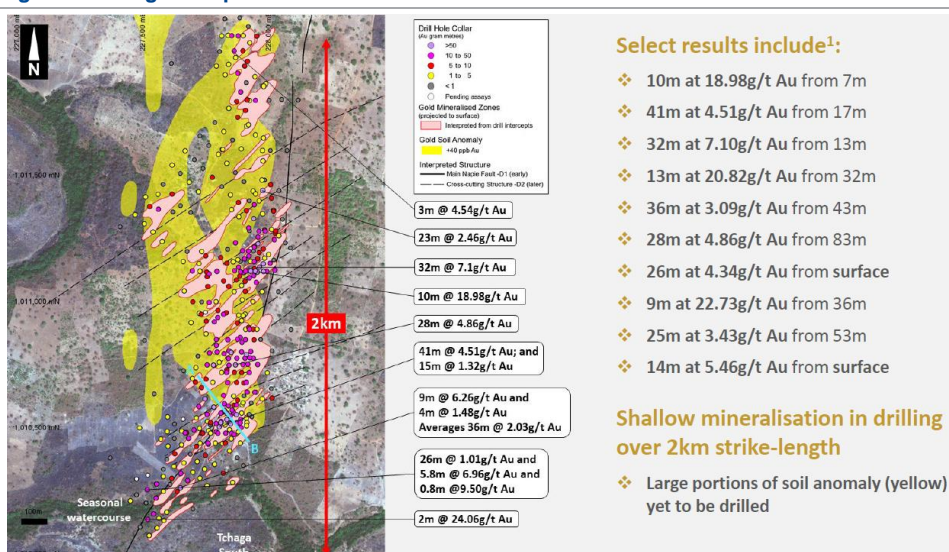 N
227,500 mE
Drill Hole Collar
(Au gram metres)
>50
10 to 50
5 to 10
1 to 5
< 1
Pending assays
Gold Mineralised Zones
(projected to surface)
Interpreted from drill intercepts
Gold Soil Anomaly
+40 ppb Au
Interpreted Structure
Main Napie Fault -D1 (early)
Cross-cutting Structure -D2 (later)
1,011,500 mN
3m @ 4.54g/t Au
23m @ 2.46g/t Au
32m @ 7.1g/t Au
1,011,000 mN
10m @ 18.98g/t Au
2km
28m @ 4.86g/t Au
41m @ 4.51g/t Au; and
15m @ 1.32g/t Au
9m @ 6.26g/t Au and
4m @ 1.48g/t Au
Averages 36m @ 2.03g/t Au
1,010,500 mN
B
26m @ 1.01g/t Au and
5.8m @ 6.96g/t Au and
0.8m @9.50g/t Au
Seasonal
watercourse
100m
2m @ 24.06g/t Au
Tchaga
South
Select results include¹:
10m at 18.98g/t Au from 7m
41m at 4.51g/t Au from 17m
32m at 7.10g/t Au from 13m
13m at 20.82g/t Au from 32m
36m at 3.09g/t Au from 43m
28m at 4.86g/t Au from 83m
26m at 4.34g/t Au from surface
9m at 22.73g/t Au from 36m
25m at 3.43g/t Au from 53m
14m at 5.46g/t Au from surface
Shallow mineralisation in drilling
over 2km strike-length
Large portions of soil anomaly (yellow)
yet to be drilled